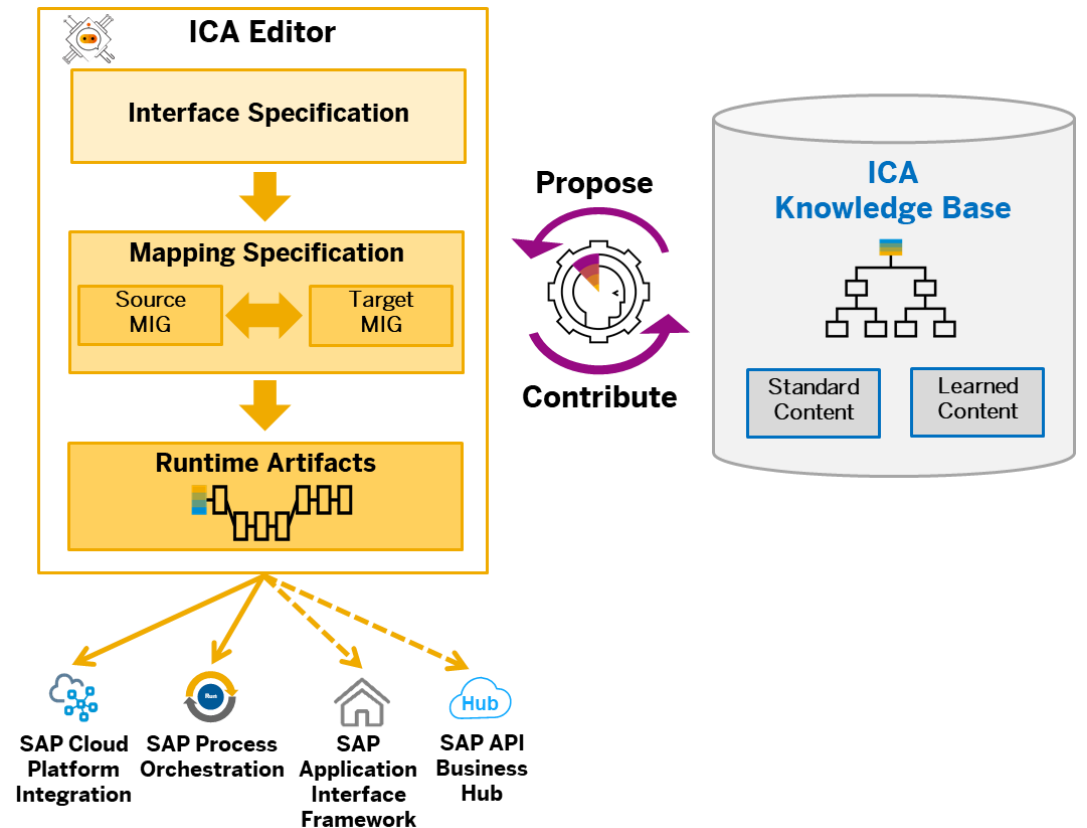 ICA Editor
Interface Specification
Mapping Specification
Source
MIG
Target
MIG
Runtime Artifacts
Propose
Contribute
ICA
Knowledge Base
Standard
Content
Learned
Content
Run
Hub
SAP Cloud
Platform
Integration
SAP Process
Orchestration
SAP
Application
Interface
Framework
SAP API
Business
Hub